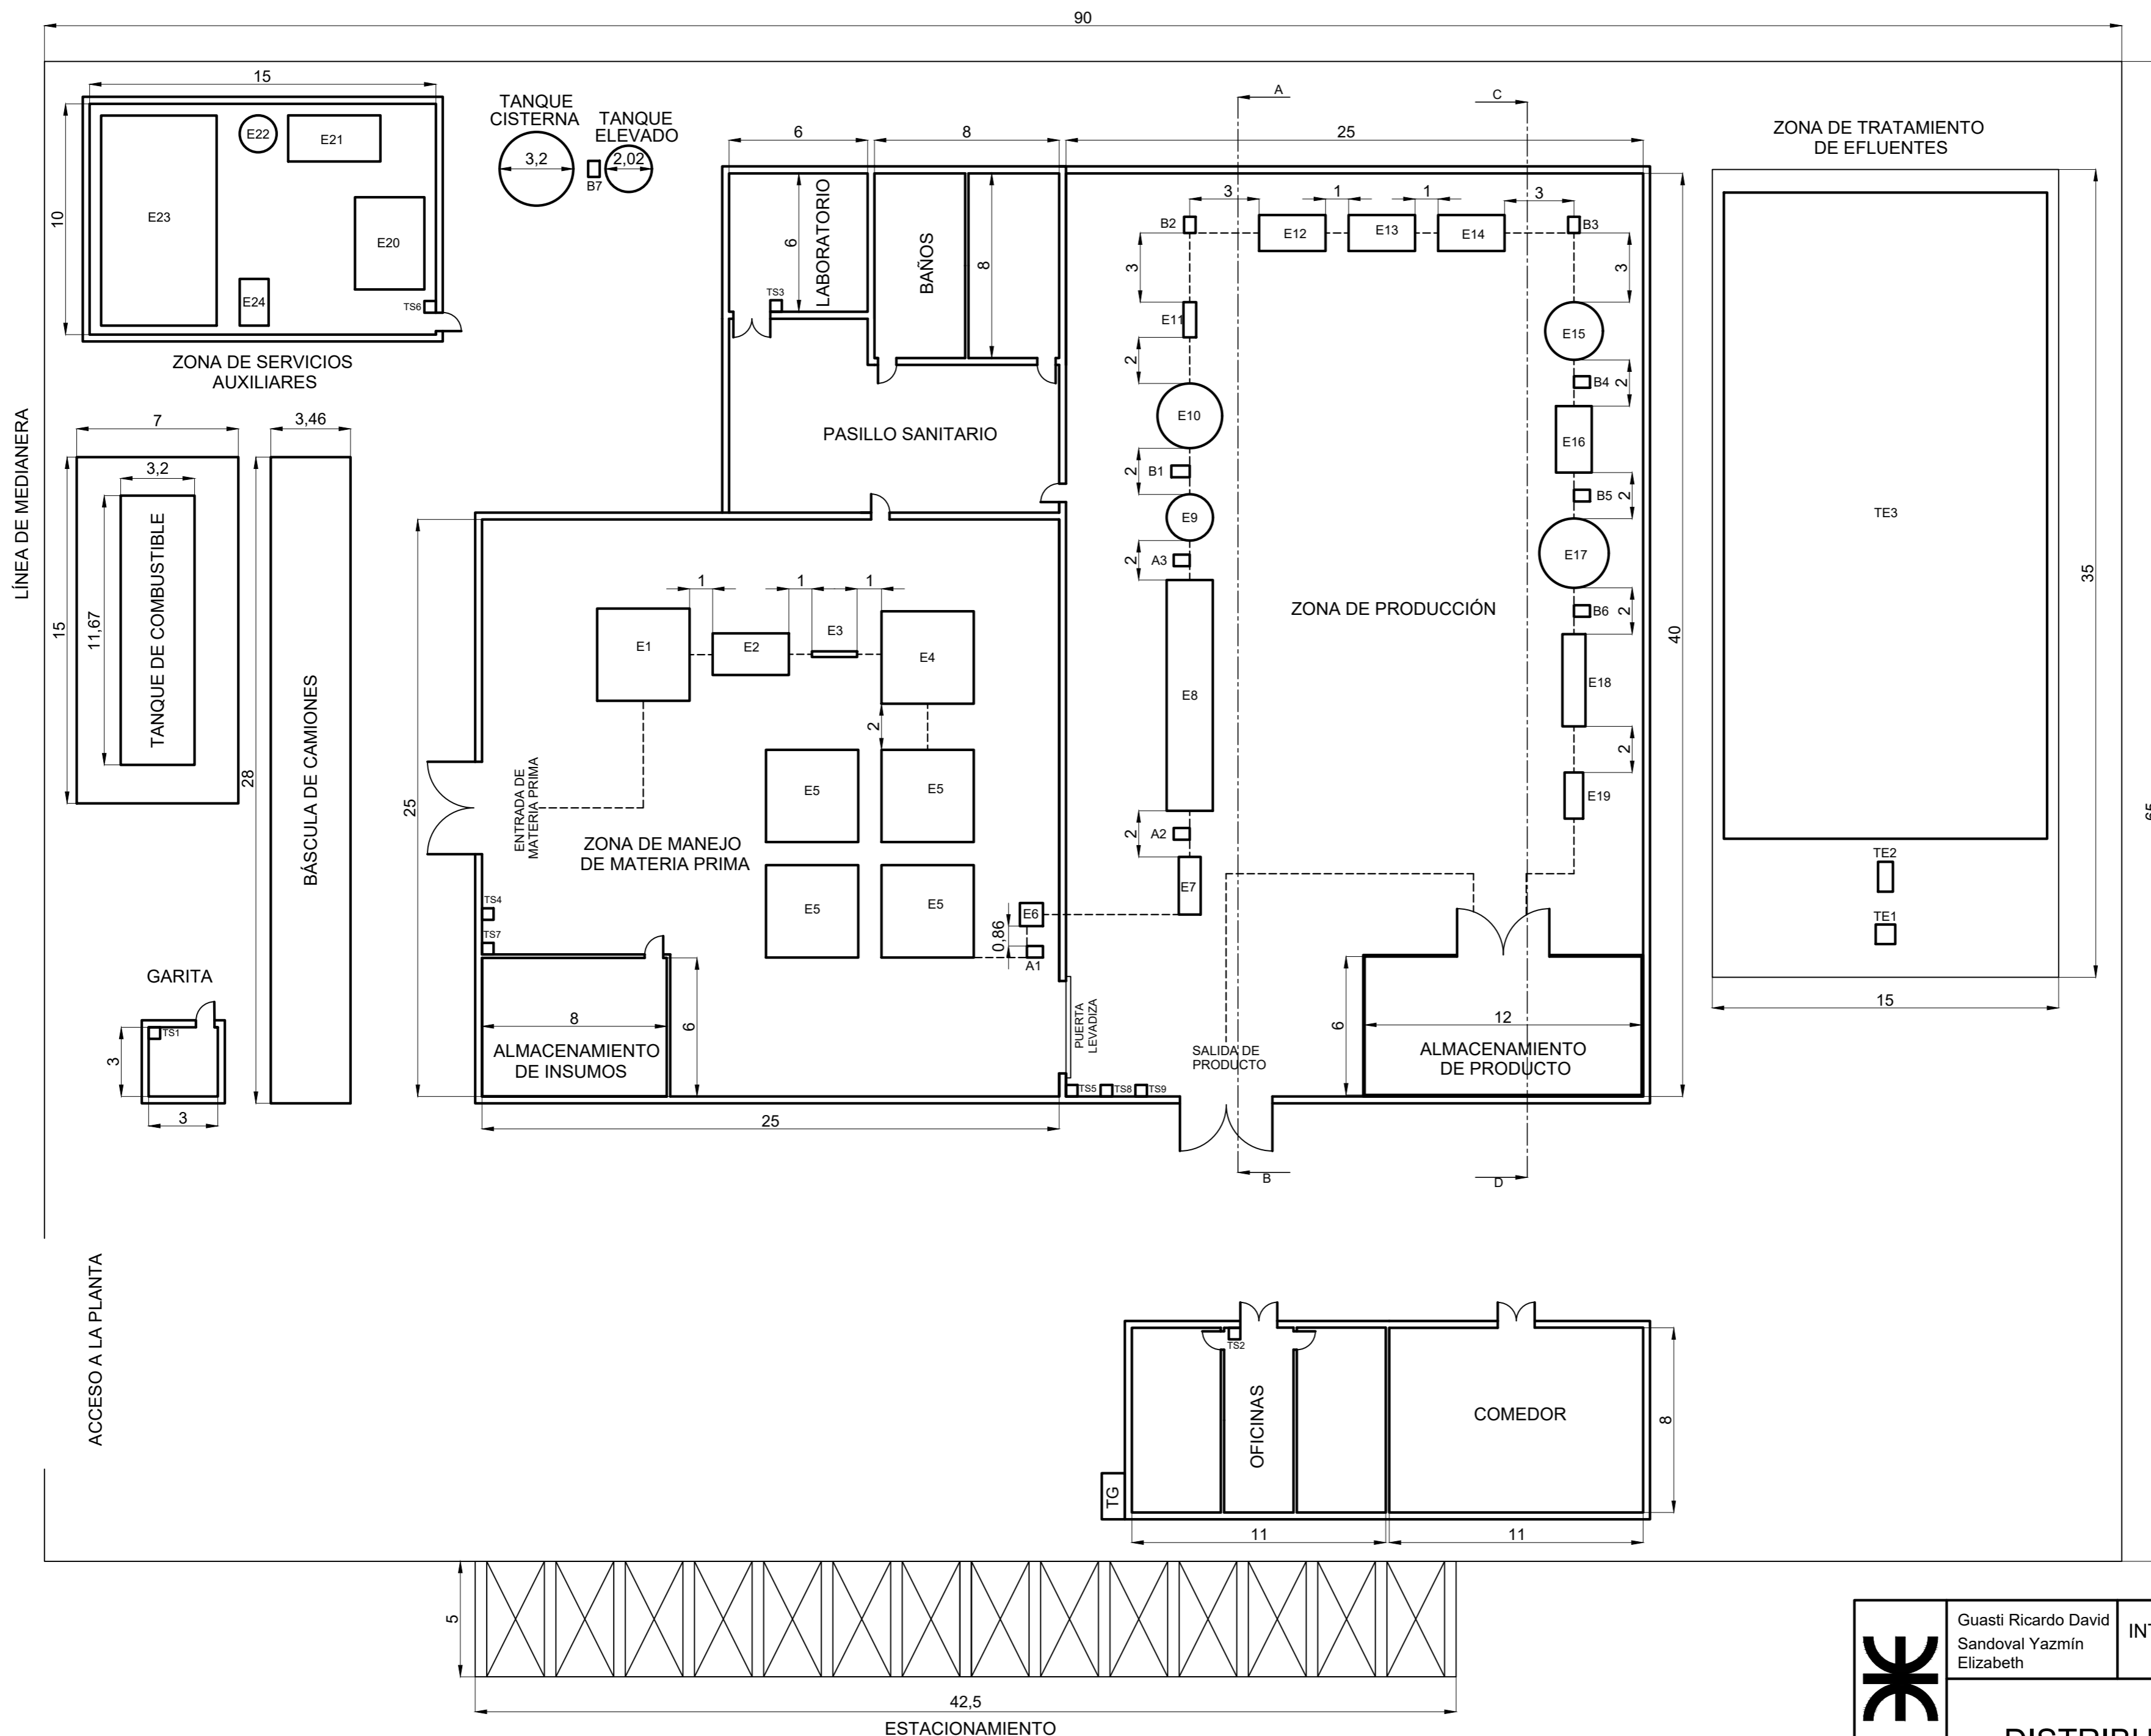 90
15
10
E23
E22
E21
E20
E24
TS6
ZONA DE SERVICIOS
AUXILIARES
TANQUE
CISTERNA
3,2
B7
TANQUE
ELEVADO
2,02
6
8
25
A
C
LABORATORIO
6
TS3
BAÑOS
8
PASILLO SANITARIO
ZONA DE TRATAMIENTO
DE EFLUENTES
TE3
35
TE2
TE1
15
65
LÍNEA DE MEDIANERA
7
3,2
15
11,67
TANQUE DE COMBUSTIBLE
3,46
28
BÁSCULA DE CAMIONES
GARITA
TS1
3
3
ACCESO A LA PLANTA
25
ENTRADA DE
MATERIA PRIMA
E1
1
E2
1
E3
1
E4
2
E5
E5
E5
E5
ZONA DE MANEJO
DE MATERIA PRIMA
E6
0,86
A1
TS4
TS7
8
6
ALMACENAMIENTO
DE INSUMOS
25
B2
3
E12
1
E13
1
E14
3
B3
3
3
E11
2
E10
2
B1
E9
2
A3
E8
2
A2
E7
E15
B4
2
E16
B5
2
E17
B6
2
E18
2
E19
ZONA DE PRODUCCIÓN
40
PUERTA
LEVADIZA
SALIDA DE
PRODUCTO
TS5
TS8
TS9
6
12
ALMACENAMIENTO
DE PRODUCTO
B
D
TS2
OFICINAS
COMEDOR
8
TG
11
11
5
42,5
ESTACIONAMIENTO
Guasti Ricardo David
Sandoval Yazmín
Elizabeth